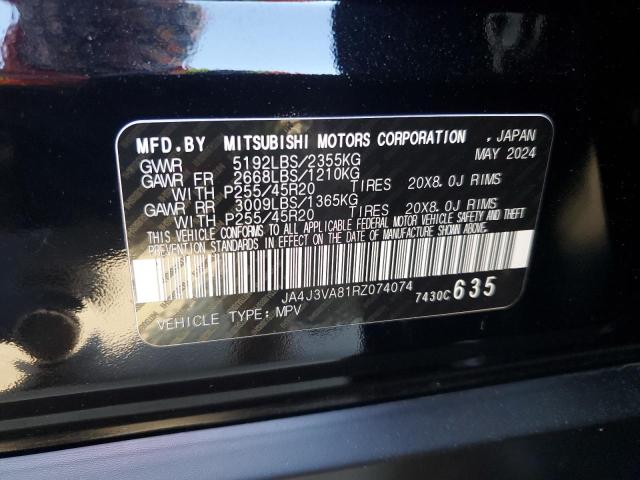 MFD.BY MITSUBISHI MOTORS CORPORATION , JAPAN
GVWR 5192LBS/2355KG MAY 2024
GAWR FR 2668LBS/1210KG
WITH P255/45R20 TIRES 20X8.0J RIMS
GAWR RR 3009LBS/1365KG
WITH P255/45R20 TIRES 20X8.0J RIMS
THIS VEHICLE CONFORMS TO ALL APPLICABLE FEDERAL MOTOR VEHICLE SAFETY AND THEFT
PREVENTION STANDARDS IN EFFECT ON THE DATE OF MANUFACTURE SHOWN ABOVE.
JA4J3VA81RZ074074 7430C 635
VEHICLE TYPE: MPV